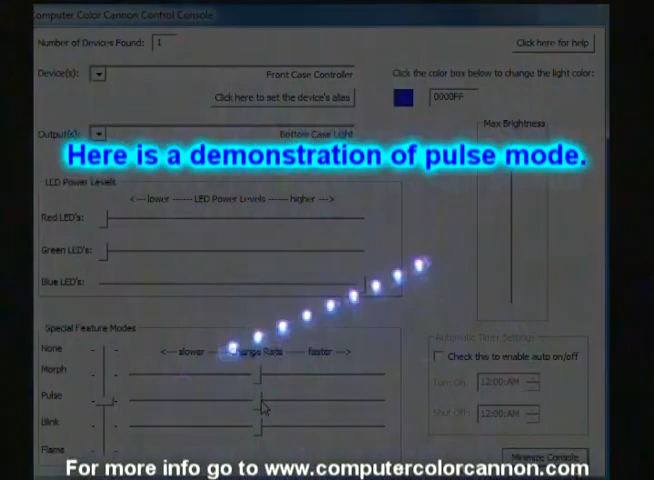 Computer Color Cannon Control Console
Number of Devices Found: 1
Click here for help
Device(s):
Front Case Controller
Click the color box below to change the light color:
Click here to set the device's alias
0000FF
Output(s):
Bottom Case Light
Max Brightness
Here is a demonstration of pulse mode.
LED Power Levels
<--- lower --- LED Power Levels --- higher --->
Red LED's:
Green LED's:
Blue LED's:
Special Feature Modes
Automatic Timer Settings
None
<--- slower --- Change Rate --- faster --->
Check this to enable auto on/off
Morph
Turn On: 12:00:AM
Pulse
Shut Off: 12:00:AM
Blink
Flame
Minimize Console
For more info go to www.computercolorcannon.com